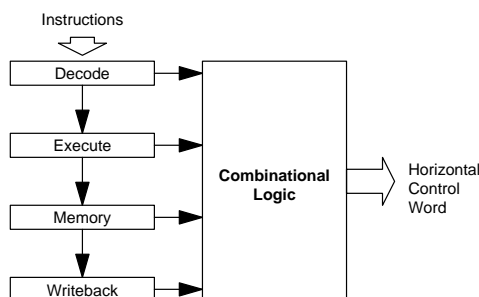 Instructions
Decode
Execute
Combinational
Logic
Horizontal
Control
Word
Memory
Writeback